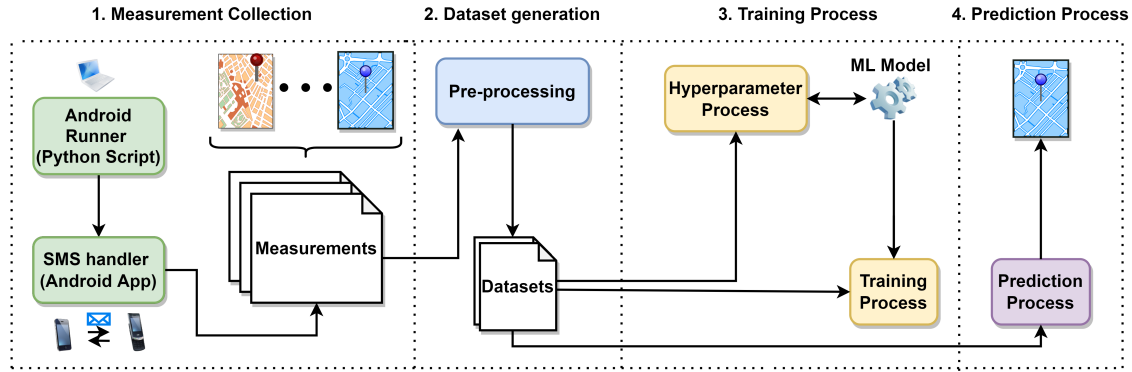 1. Measurement Collection
2. Dataset generation
3. Training Process
4. Prediction Process
Android
Runner
(Python Script)
SMS handler
(Android App)
Measurements
Pre-processing
Datasets
Hyperparameter
Process
ML Model
Training
Process
Prediction
Process